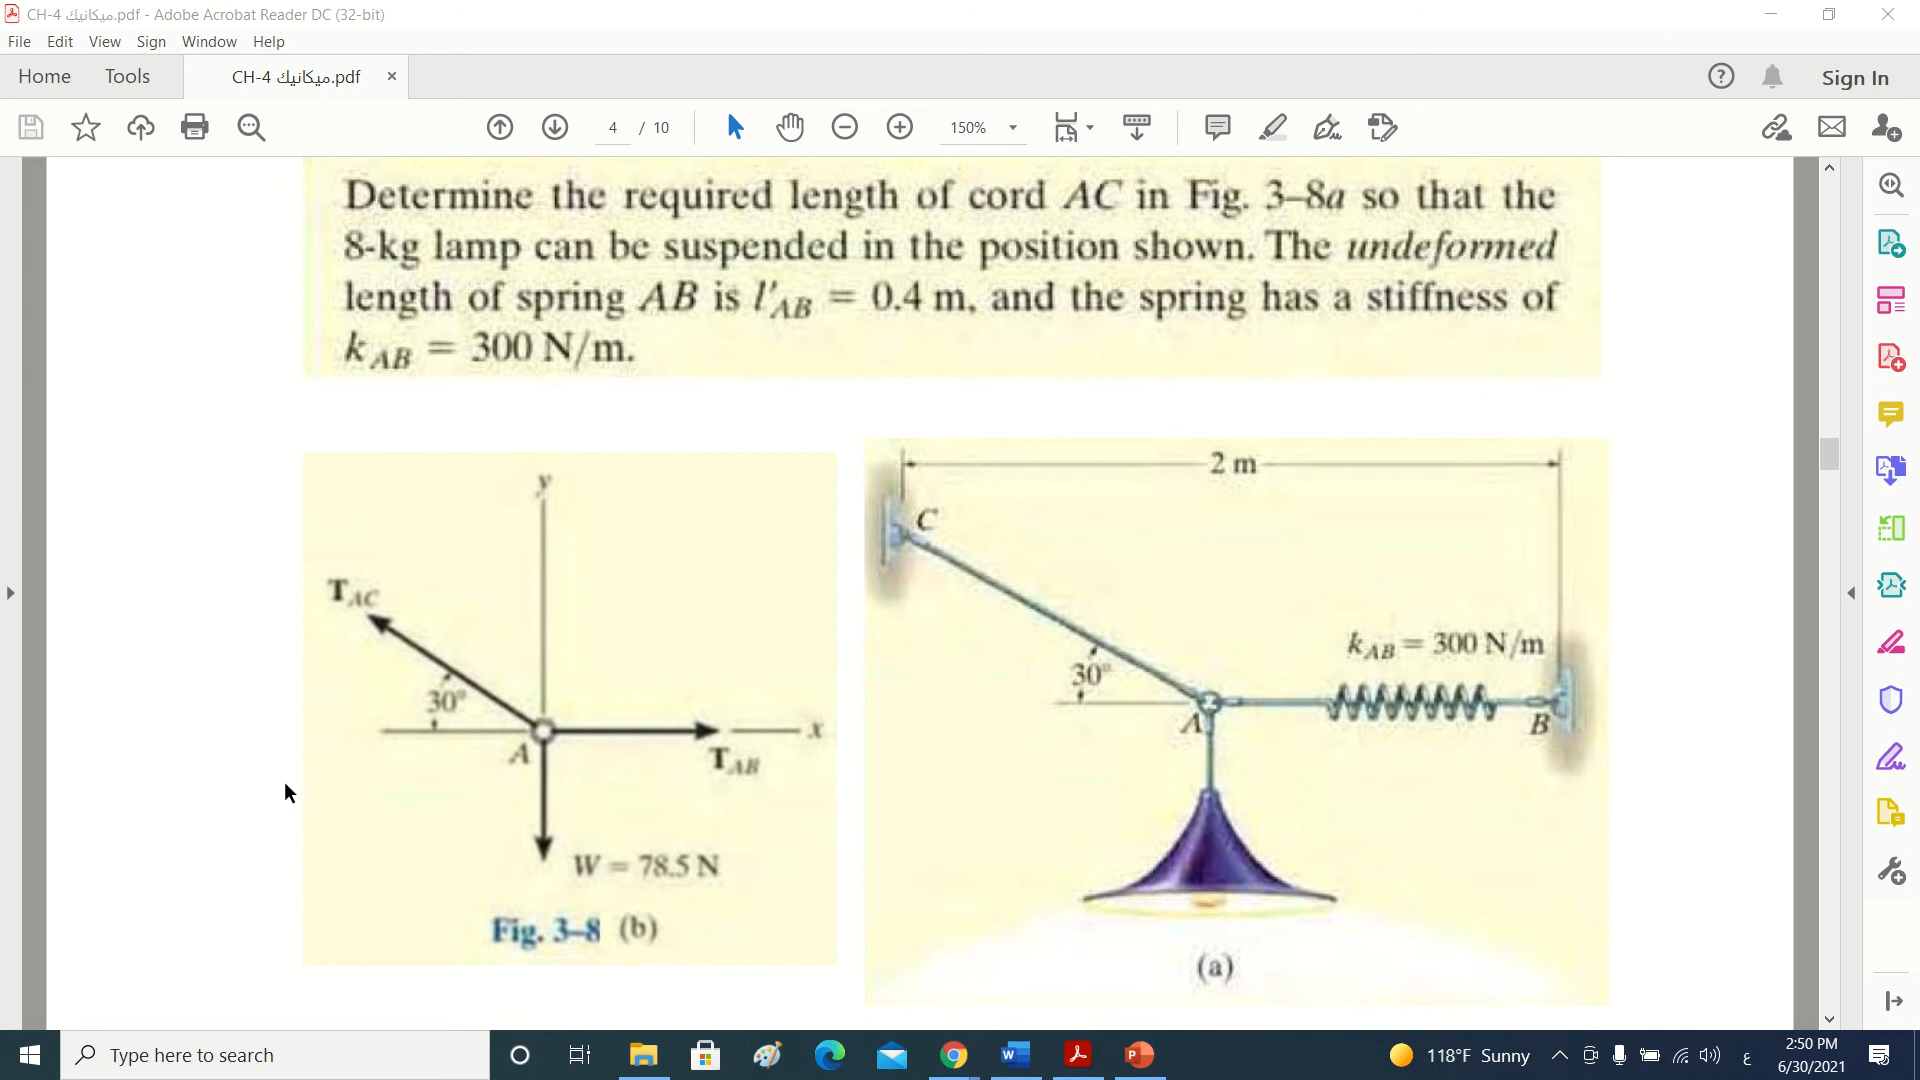 CH-4 ميكانيك.pdf - Adobe Acrobat Reader DC (32-bit)
File Edit View Sign Window Help
Home Tools CH-4 ميكانيك.pdf × Sign In
4 / 10 150%
Determine the required length of cord AC in Fig. 3–8a so that the
8-kg lamp can be suspended in the position shown. The undeformed
length of spring AB is l′AB = 0.4 m, and the spring has a stiffness of
kAB = 300 N/m.
y
TAC
30°
A
x
TAB
W = 78.5 N
Fig. 3–8 (b)
2 m
C
kAB = 300 N/m
30°
A
B
(a)
Type here to search
118°F Sunny
ع
2:50 PM
6/30/2021